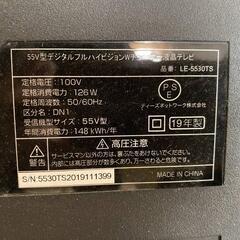 55V型デジタルフルハイビジョンWチューナー液晶テレビ
品番：LE-5530TS
定格電圧：100V
定格消費電力：126W
定格周波数：50/60Hz
区分名：DN1
受信機型サイズ：55V型
年間消費電力量：148 kWh/年
PSE
ティーズネットワーク株式会社
19年製
高圧注意
サービスマン以外の方は、裏ぶたをあけないでください。
内部には高電圧部分が数多くあり、万一さわると危険です。
MADE IN CHINA
S/N:5530TS2019111399